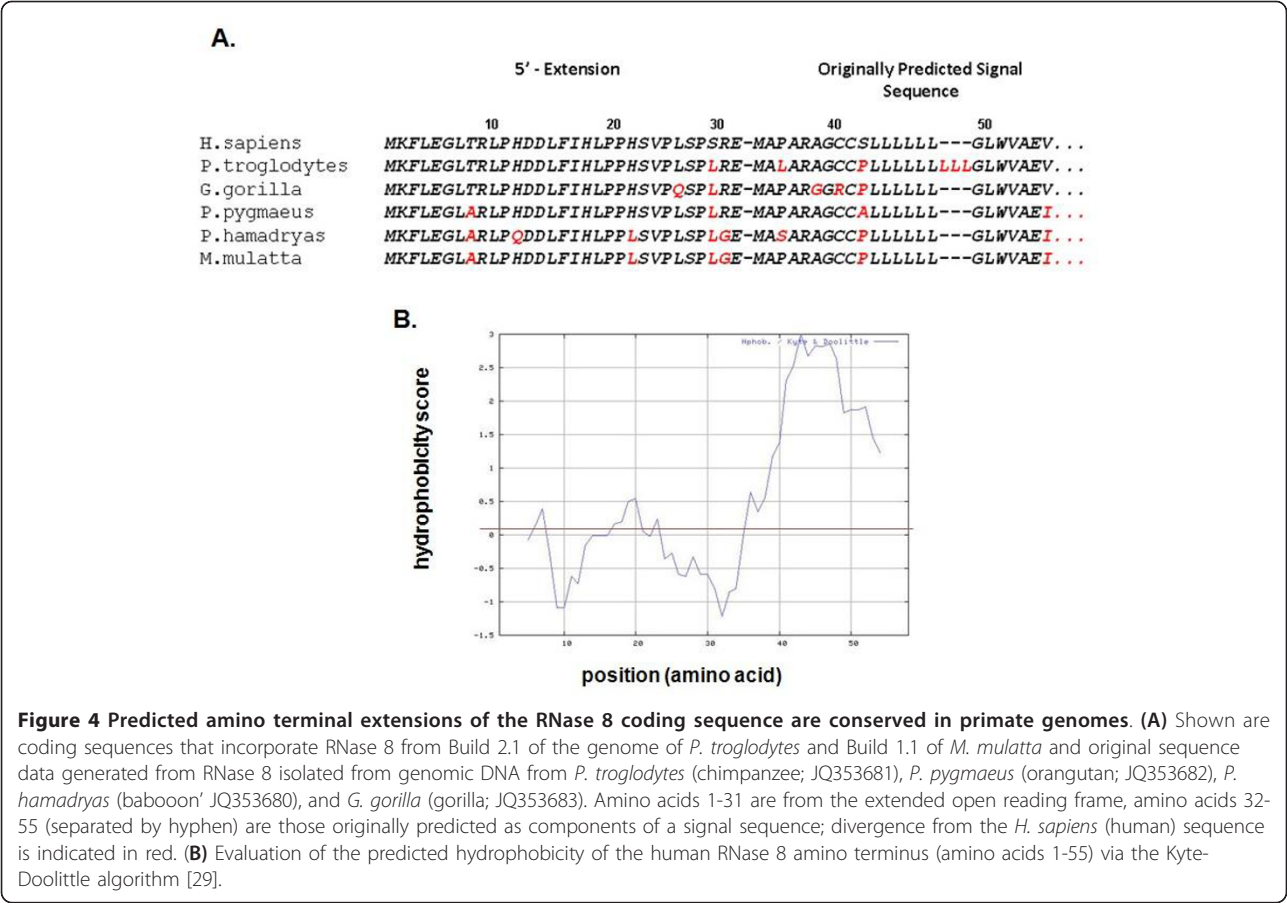 A.
5' - Extension
Originally Predicted Signal
Sequence
10 20 30 40 50
H.sapiens MKFLEGLTRLPHDDLFIHLPPHSVPLSPSRE-MAPARAGCCSLLLLLL---GLWVAEV...
P.troglodytes MKFLEGLTRLPHDDLFIHLPPHSVPLSPLRE-MALARAGCCPLLLLLLLLLGLWVAEV...
G.gorilla MKFLEGLTRLPHDDLFIHLPPHSVPQSPLRE-MAPARGGRCPLLLLLL---GLWVAEV...
P.pygmaeus MKFLEGLARLPHDDLFIHLPPHSVPLSPLRE-MAPARAGCCALLLLLL---GLWVAEI...
P.hamadryas MKFLEGLARLPQDDLFIHLPPLSVPLSPLGE-MASARAGCCPLLLLLL---GLWVAEI...
M.mulatta MKFLEGLARLPHDDLFIHLPPLSVPLSPLGE-MAPARAGCCPLLLLLL---GLWVAEI...
B.
hydrophobicity score
3
2.5
2
1.5
1
0.5
0
-0.5
-1
-1.5
Hphob. / Kyte & Doolittle
10 20 30 40 50
position (amino acid)
Figure 4 Predicted amino terminal extensions of the RNase 8 coding sequence are conserved in primate genomes. (A) Shown are
coding sequences that incorporate RNase 8 from Build 2.1 of the genome of P. troglodytes and Build 1.1 of M. mulatta and original sequence
data generated from RNase 8 isolated from genomic DNA from P. troglodytes (chimpanzee; JQ353681), P. pygmaeus (orangutan; JQ353682), P.
hamadryas (babooon' JQ353680), and G. gorilla (gorilla; JQ353683). Amino acids 1-31 are from the extended open reading frame, amino acids 32-
55 (separated by hyphen) are those originally predicted as components of a signal sequence; divergence from the H. sapiens (human) sequence
is indicated in red. (B) Evaluation of the predicted hydrophobicity of the human RNase 8 amino terminus (amino acids 1-55) via the Kyte-
Doolittle algorithm [29].